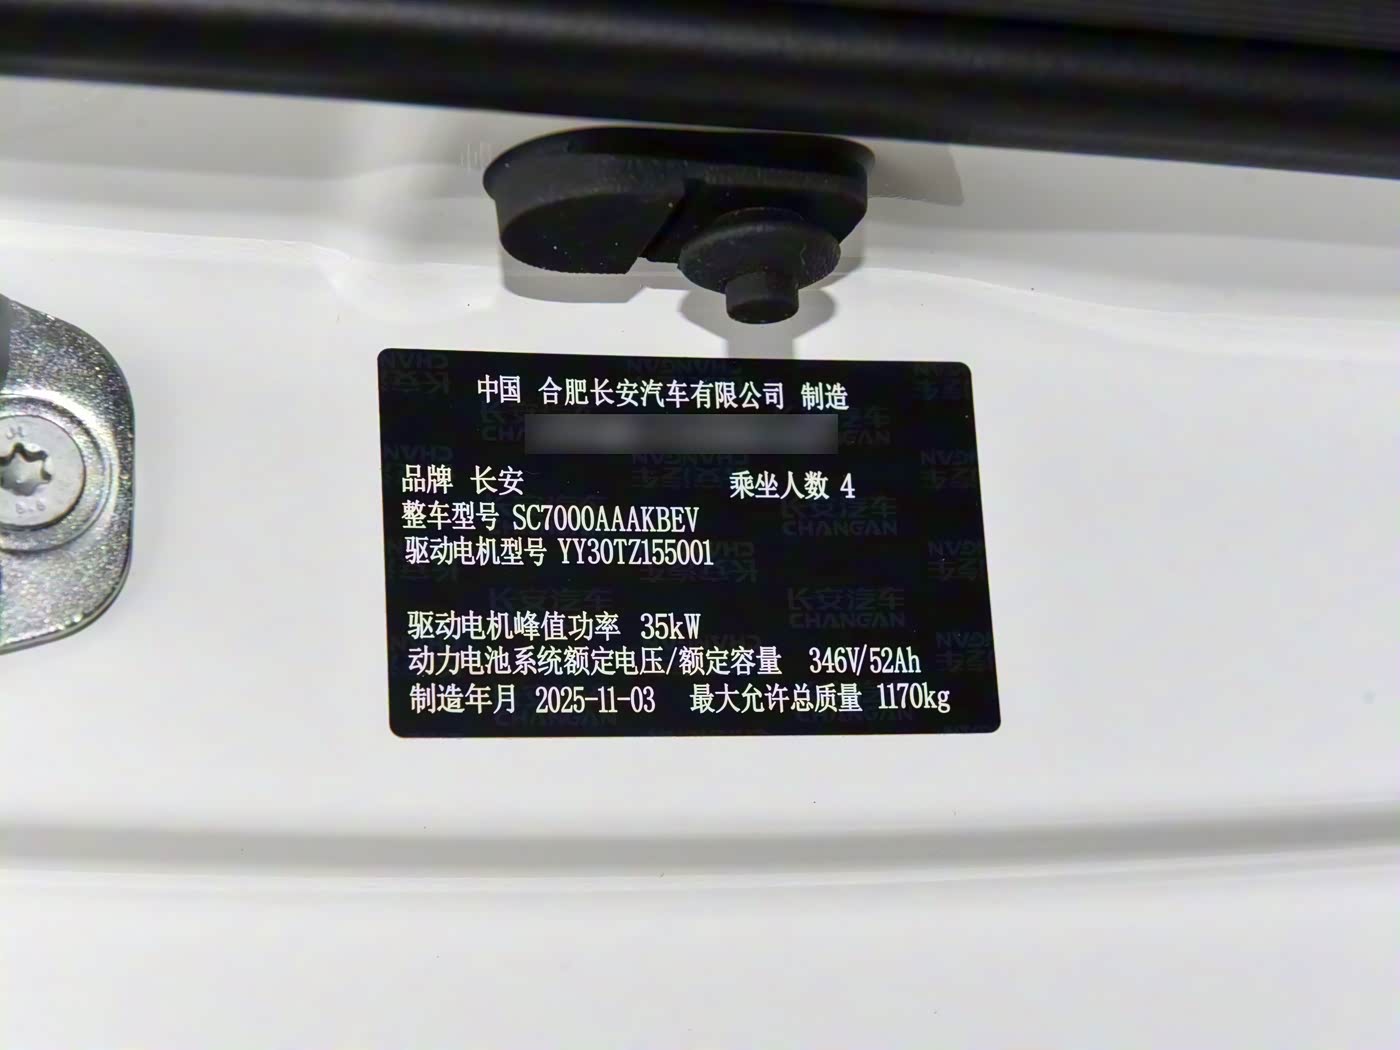 中国 合肥长安汽车有限公司 制造
品牌 长安 乘坐人数 4
整车型号 SC7000AAAKBEV
驱动电机型号 YY30TZ155001
驱动电机峰值功率 35kW
动力电池系统额定电压/额定容量 346V/52Ah
制造年月 2025-11-03 最大允许总质量 1170kg